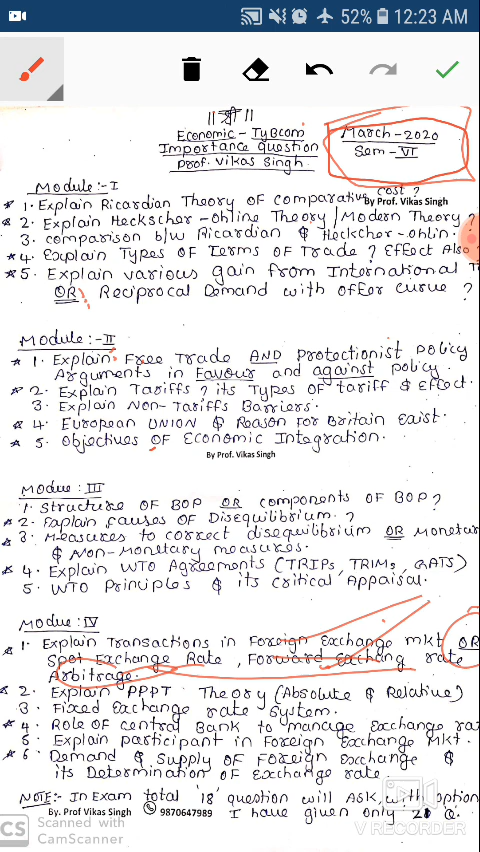 52% 12:23 AM
|| श्री ||
Economic - TyBcom
Importance question
Prof. Vikas Singh.
March - 2020
Sem - VI
Module:- I
* 1. Explain Ricardian Theory OF comparative cost?
By Prof. Vikas Singh
* 2. Explain Heckscher - ohline Theory / Modern Theory ?
3. comparison b/w Ricardian & Heckscher - ohlin.
* 4. Explain Types of Terms OF Trade ? Effect Also ?
* 5. Explain various gain from International T
OR Reciprocal Demand with offer curve ?
Module:- II
* 1. Explain: Free Trade AND Protectionist policy
Arguments in Favour and against policy.
* 2. Explain Tariffs ? its Types OF tariff & Effect.
3. Explain Non-Tariffs Barriers.
* 4. European UNION & Reason For Britain Exist.
* 5. Objectives OF Economic Integration.
By Prof. Vikas Singh
Modue: III
1. Structure OF BOP OR components OF BOP ?
* 2. Explain causes OF Disequilibrium. ?
* 3. Measures to correct disequilibrium OR Monetar
& Non-Monetary measures.
* 4. Explain WTO Agreements (TRIPs, TRIMs, GATS)
5. WTO Principles & its critical Appaisal.
Modue: IV
* 1. Explain Transactions in Foreign Exchange mkt OR
Spot Exchange Rate, Forward Exchang rate
Arbitrage.
* 2. Explain PPPT Theory (Absolute & Relative)
* 3. Fixed Exchange rate System.
* 4. Role OF central Bank to manage Exchange rat
5. Explain participant in Foreign Exchange Mkt.
* 6. Demand & Supply OF Foreign Exchange &
its Determination OF Exchange rate.
NOTE:- In Exam total '18' question will Ask, with option
By. Prof Vikas Singh 9870647989 I have given only 21 Q.
CS Scanned with
CamScanner
V RECORDER